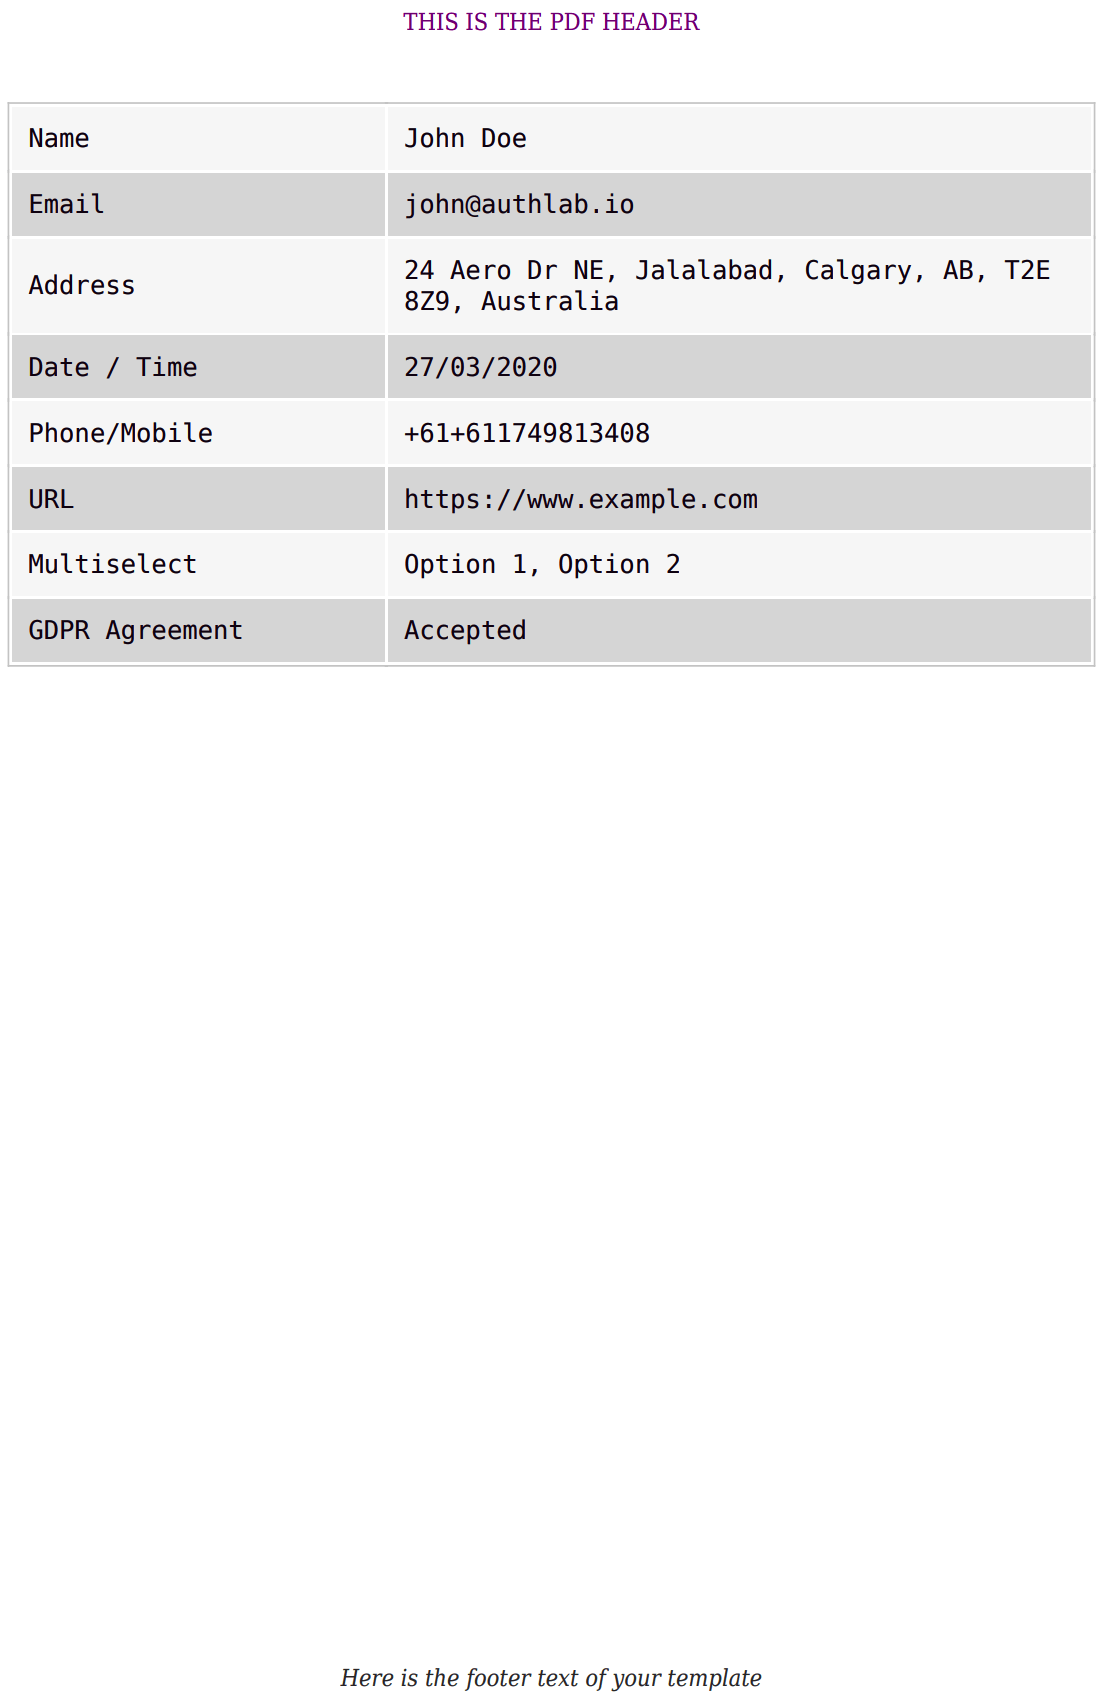 THIS IS THE PDF HEADER
Name John Doe
Email john@authlab.io
Address 24 Aero Dr NE, Jalalabad, Calgary, AB, T2E
8Z9, Australia
Date / Time 27/03/2020
Phone/Mobile +61+611749813408
URL https://www.example.com
Multiselect Option 1, Option 2
GDPR Agreement Accepted
Here is the footer text of your template